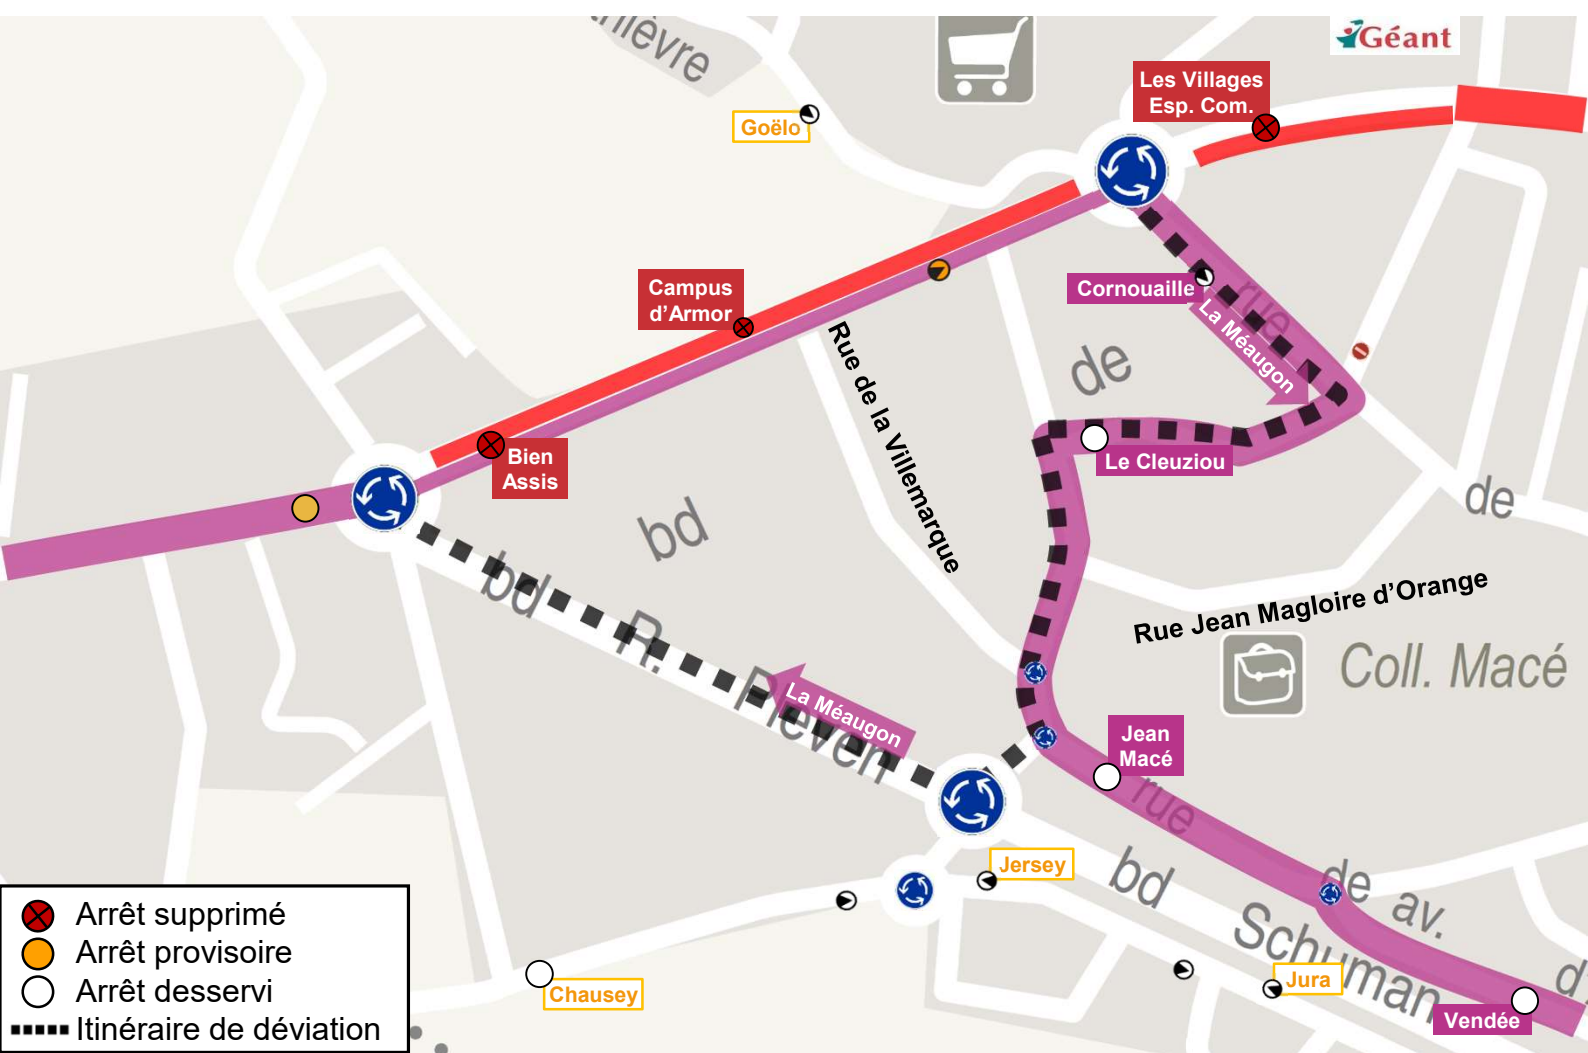 nièvre
Géant
Les Villages
Esp. Com.
Goëlo
Campus
d’Armor
Cornouaille
rue
La Méaugon
de
Rue de la Villemarque
Bien
Assis
Le Cleuziou
de
bd
bd
R.
Pleven
La Méaugon
Rue Jean Magloire d’Orange
Coll. Macé
Jean
Macé
rue
Jersey
bd
de
av.
Schuman
Jura
d'
Chausey
Vendée
Arrêt supprimé
Arrêt provisoire
Arrêt desservi
Itinéraire de déviation